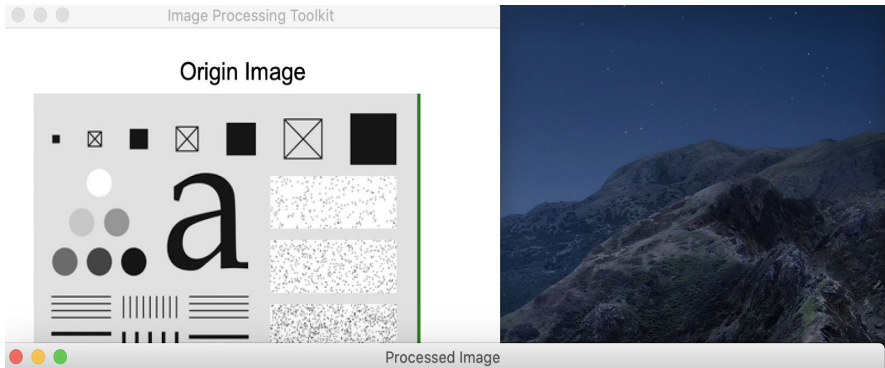 Image Processing Toolkit
Origin Image
a
Processed Image